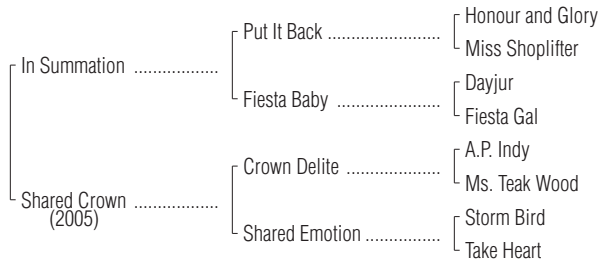 Honour and Glory
Put It Back ......................
Miss Shoplifter
In Summation .................
Dayjur
Fiesta Baby ....................
Fiesta Gal
A.P. Indy
Crown Delite ..................
Ms. Teak Wood
Shared Crown .................
(2005)
Storm Bird
Shared Emotion ..............
Take Heart